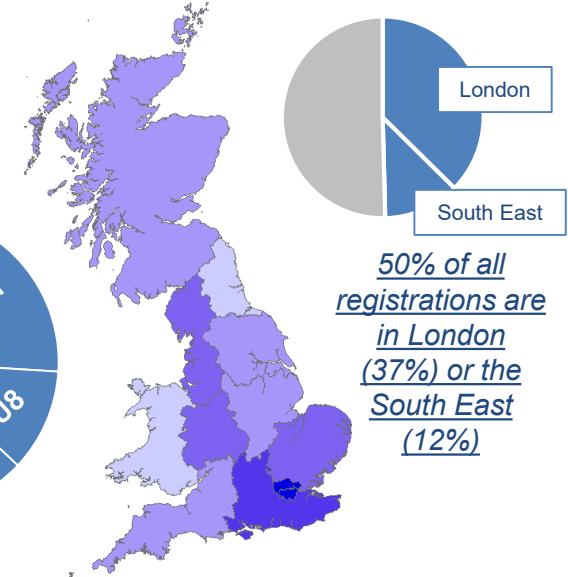 London
South East
50% of all
registrations are
in London
(37%) or the
South East
(12%)